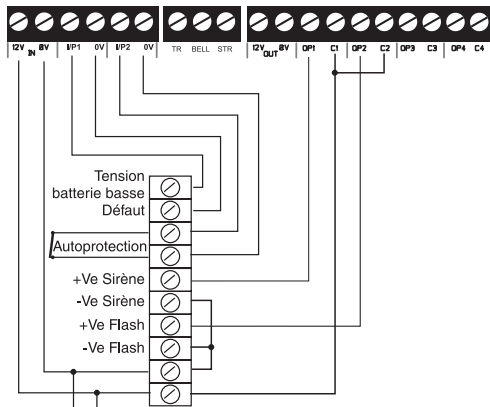 12V 0V I/P1 0V I/P2 0V TR BELL STR 12V 0V OP1 C1 OP2 C2 OP3 C3 OP4 C4
IN OUT
Tension
batterie basse
Défaut
Autoprotection
+Ve Sirène
-Ve Sirène
+Ve Flash
-Ve Flash